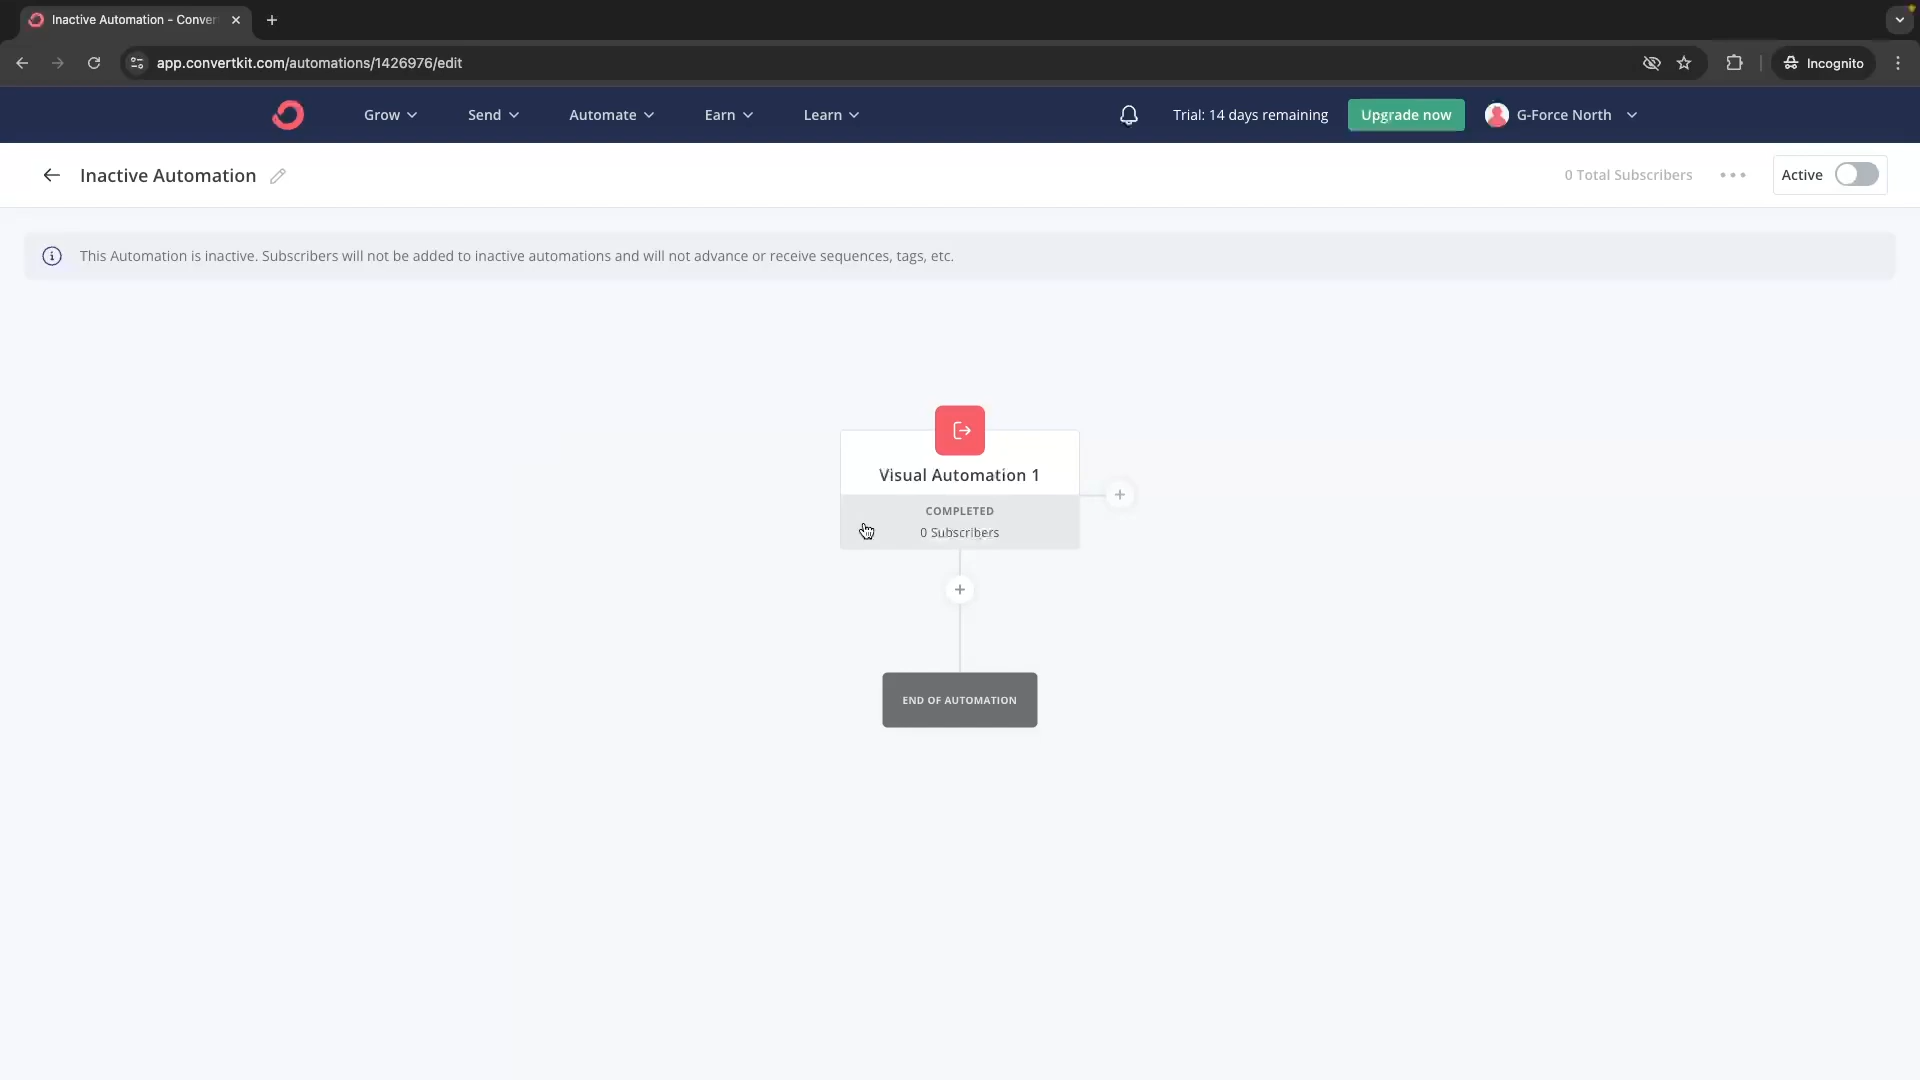 Inactive Automation - Conver
app.convertkit.com/automations/1426976/edit
Incognito
Grow
Send
Automate
Earn
Learn
Trial: 14 days remaining
Upgrade now
G-Force North
Inactive Automation
0 Total Subscribers
Active
This Automation is inactive. Subscribers will not be added to inactive automations and will not advance or receive sequences, tags, etc.
Visual Automation 1
COMPLETED
0 Subscribers
END OF AUTOMATION